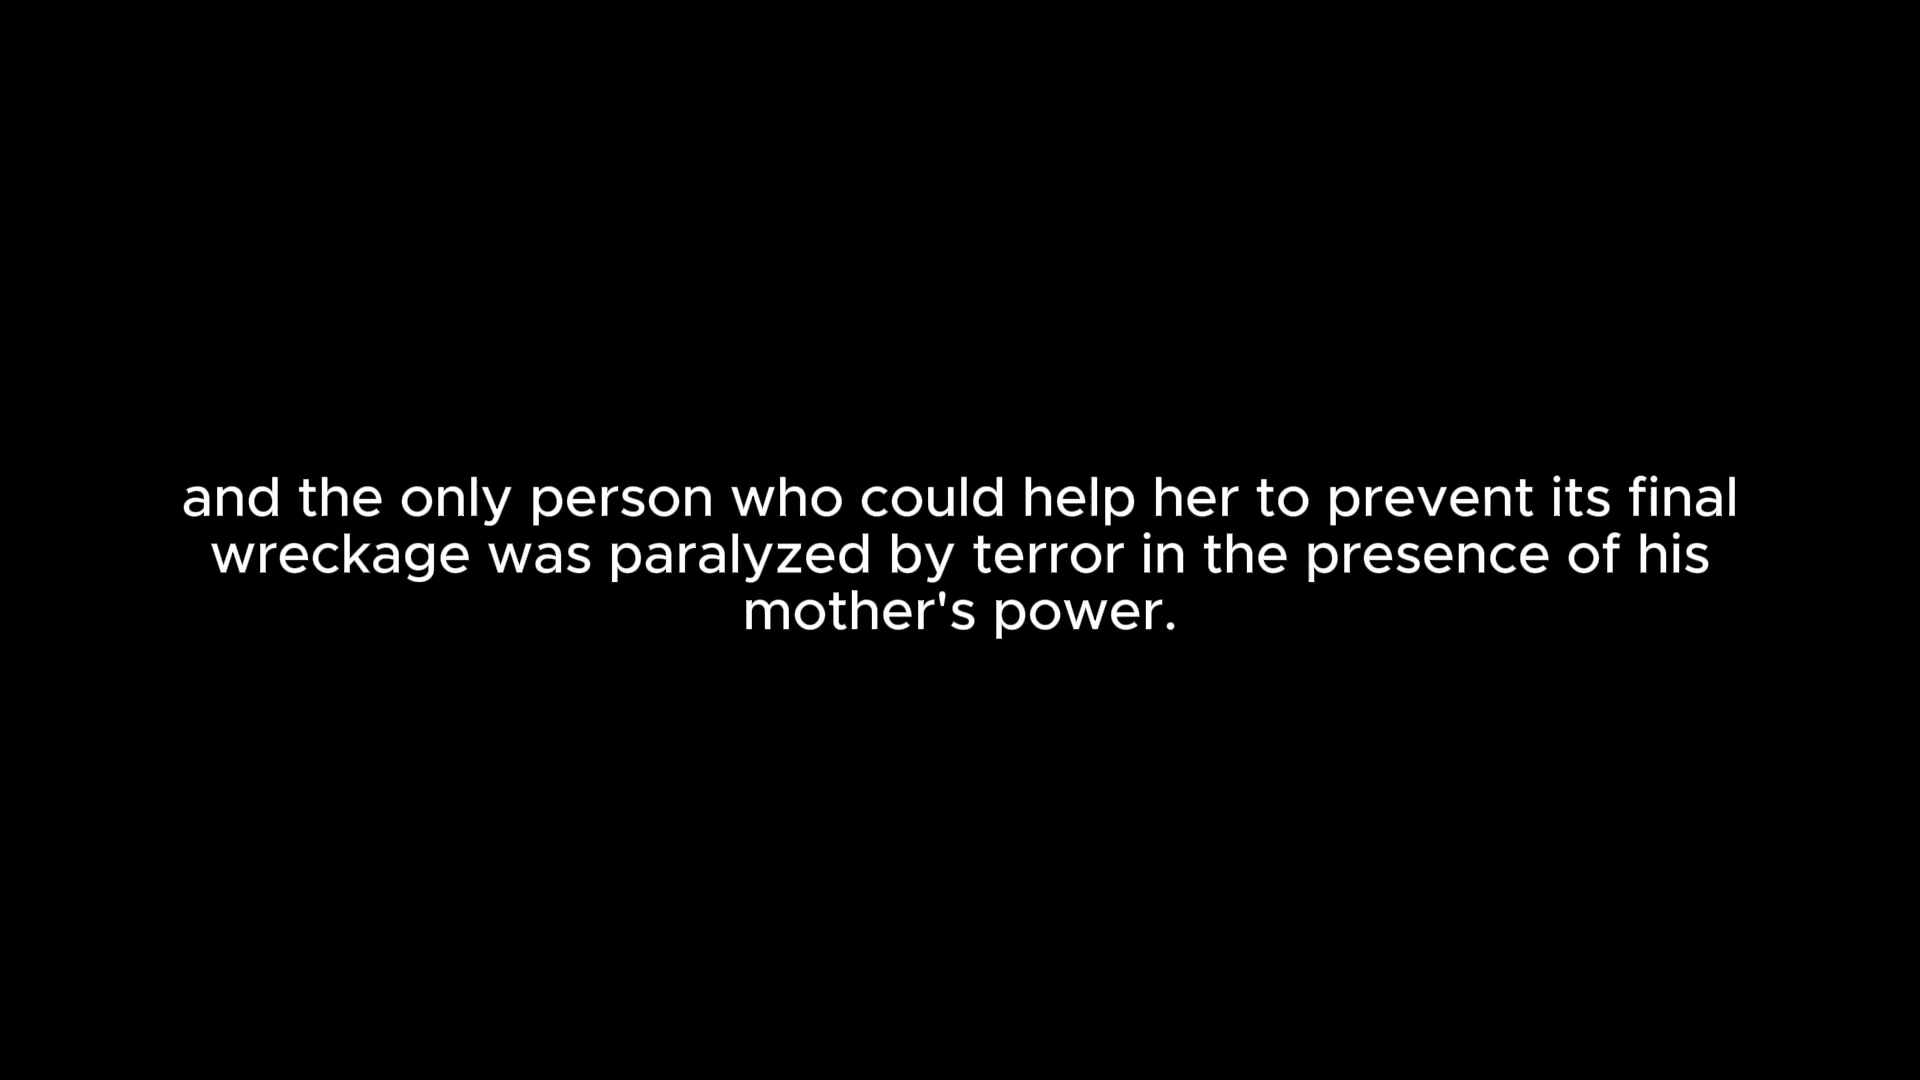 and the only person who could help her to prevent its final
wreckage was paralyzed by terror in the presence of his
mother's power.